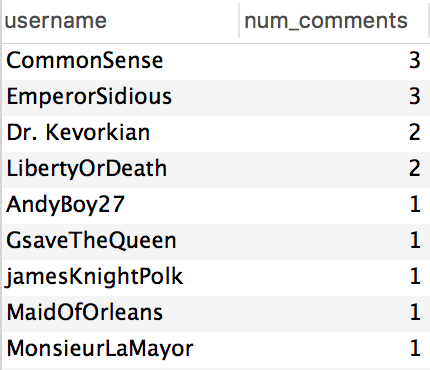 username num_comments
CommonSense 3
EmperorSidious 3
Dr. Kevorkian 2
LibertyOrDeath 2
AndyBoy27 1
GsaveTheQueen 1
jamesKnightPolk 1
MaidOfOrleans 1
MonsieurLaMayor 1